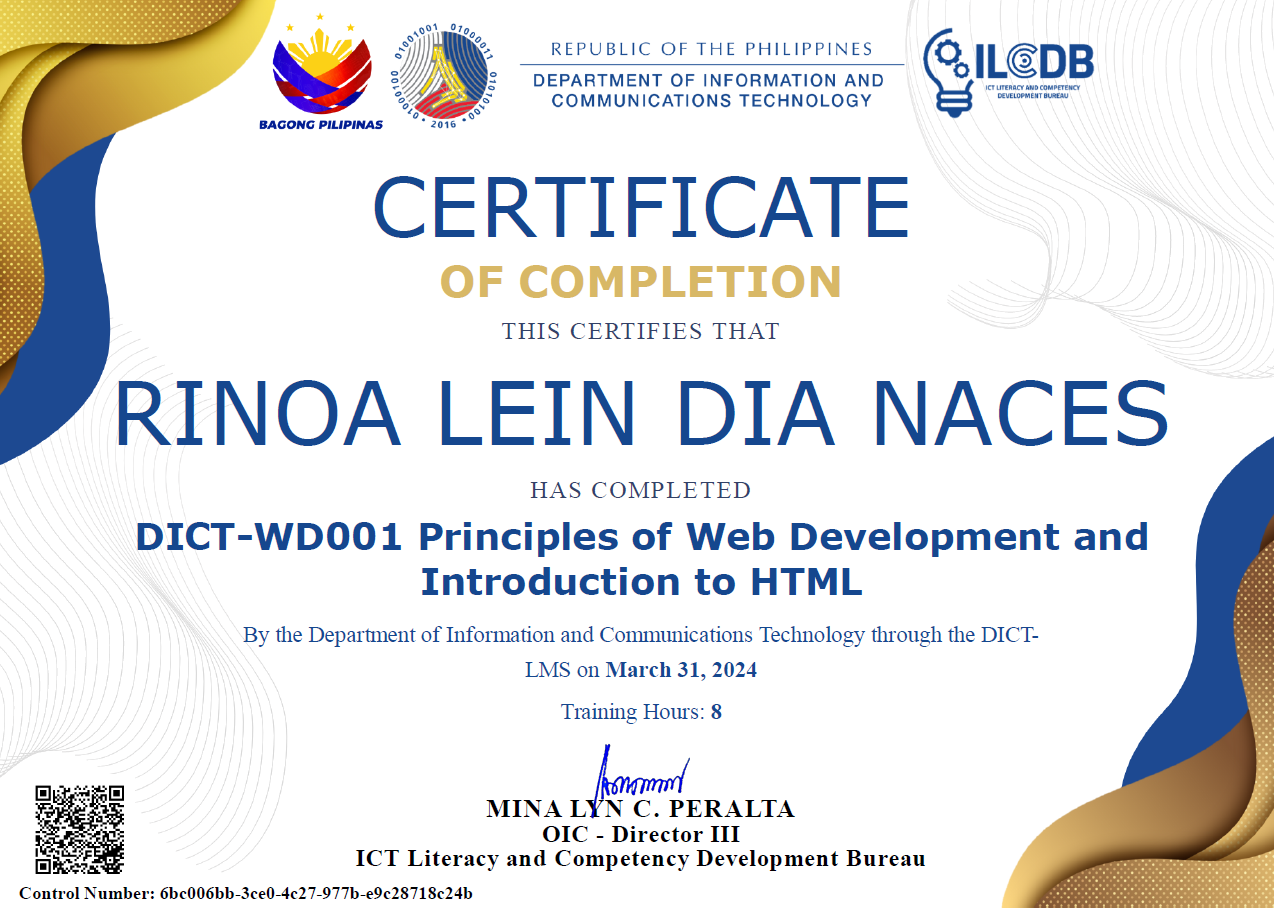 BAGONG PILIPINAS
01000100 01001001 01000011 01010100
• 2016 •
REPUBLIC OF THE PHILIPPINES
DEPARTMENT OF INFORMATION AND
COMMUNICATIONS TECHNOLOGY
ILCDB
ICT LITERACY AND COMPETENCY
DEVELOPMENT BUREAU
CERTIFICATE
OF COMPLETION
THIS CERTIFIES THAT
RINOA LEIN DIA NACES
HAS COMPLETED
DICT-WD001 Principles of Web Development and
Introduction to HTML
By the Department of Information and Communications Technology through the DICT-
LMS on March 31, 2024
Training Hours: 8
MINA LYN C. PERALTA
OIC - Director III
ICT Literacy and Competency Development Bureau
Control Number: 6bc006bb-3ce0-4c27-977b-e9c28718c24b